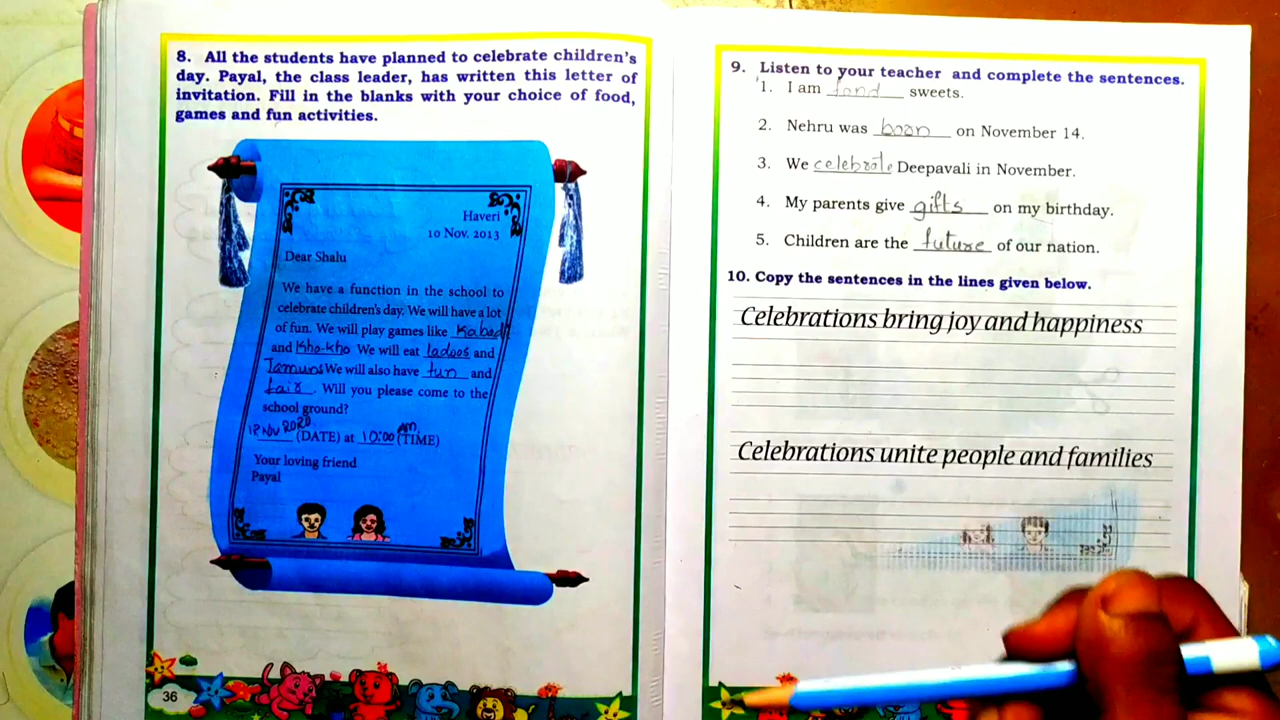 8. All the students have planned to celebrate children's
day. Payal, the class leader, has written this letter of
invitation. Fill in the blanks with your choice of food,
games and fun activities.
Haveri
10 Nov. 2013
Dear Shalu
We have a function in the school to
celebrate children's day. We will have a lot
of fun. We will play games like Kabadi
and Kho-kho We will eat ladoos and
Jamuns We will also have fun and
fair. Will you please come to the
school ground?
Nov 2020 (DATE) at 10:00 am (TIME)
Your loving friend
Payal
36
9. Listen to your teacher and complete the sentences.
1. I am fond sweets.
2. Nehru was boan on November 14.
3. We celebrate Deepavali in November.
4. My parents give gifts on my birthday.
5. Children are the future of our nation.
10. Copy the sentences in the lines given below.
Celebrations bring joy and happiness
Celebrations unite people and families